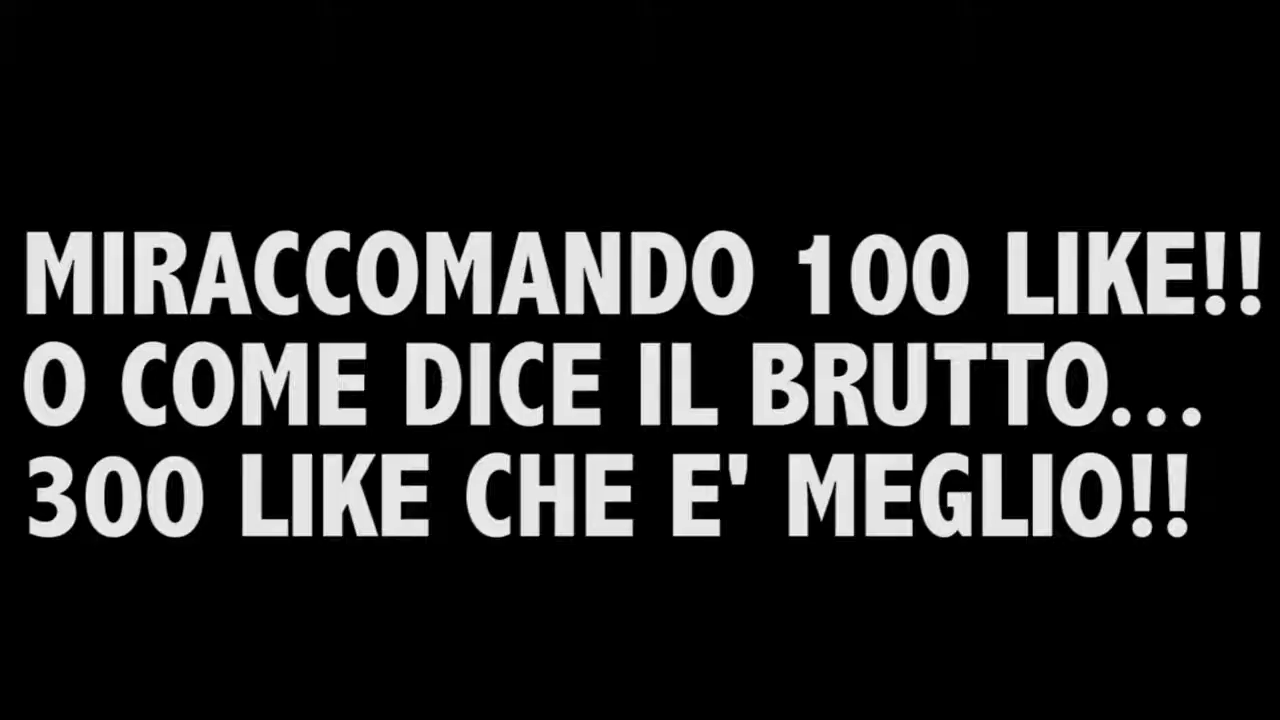 MIRACCOMANDO 100 LIKE!!
O COME DICE IL BRUTTO...
300 LIKE CHE E' MEGLIO!!